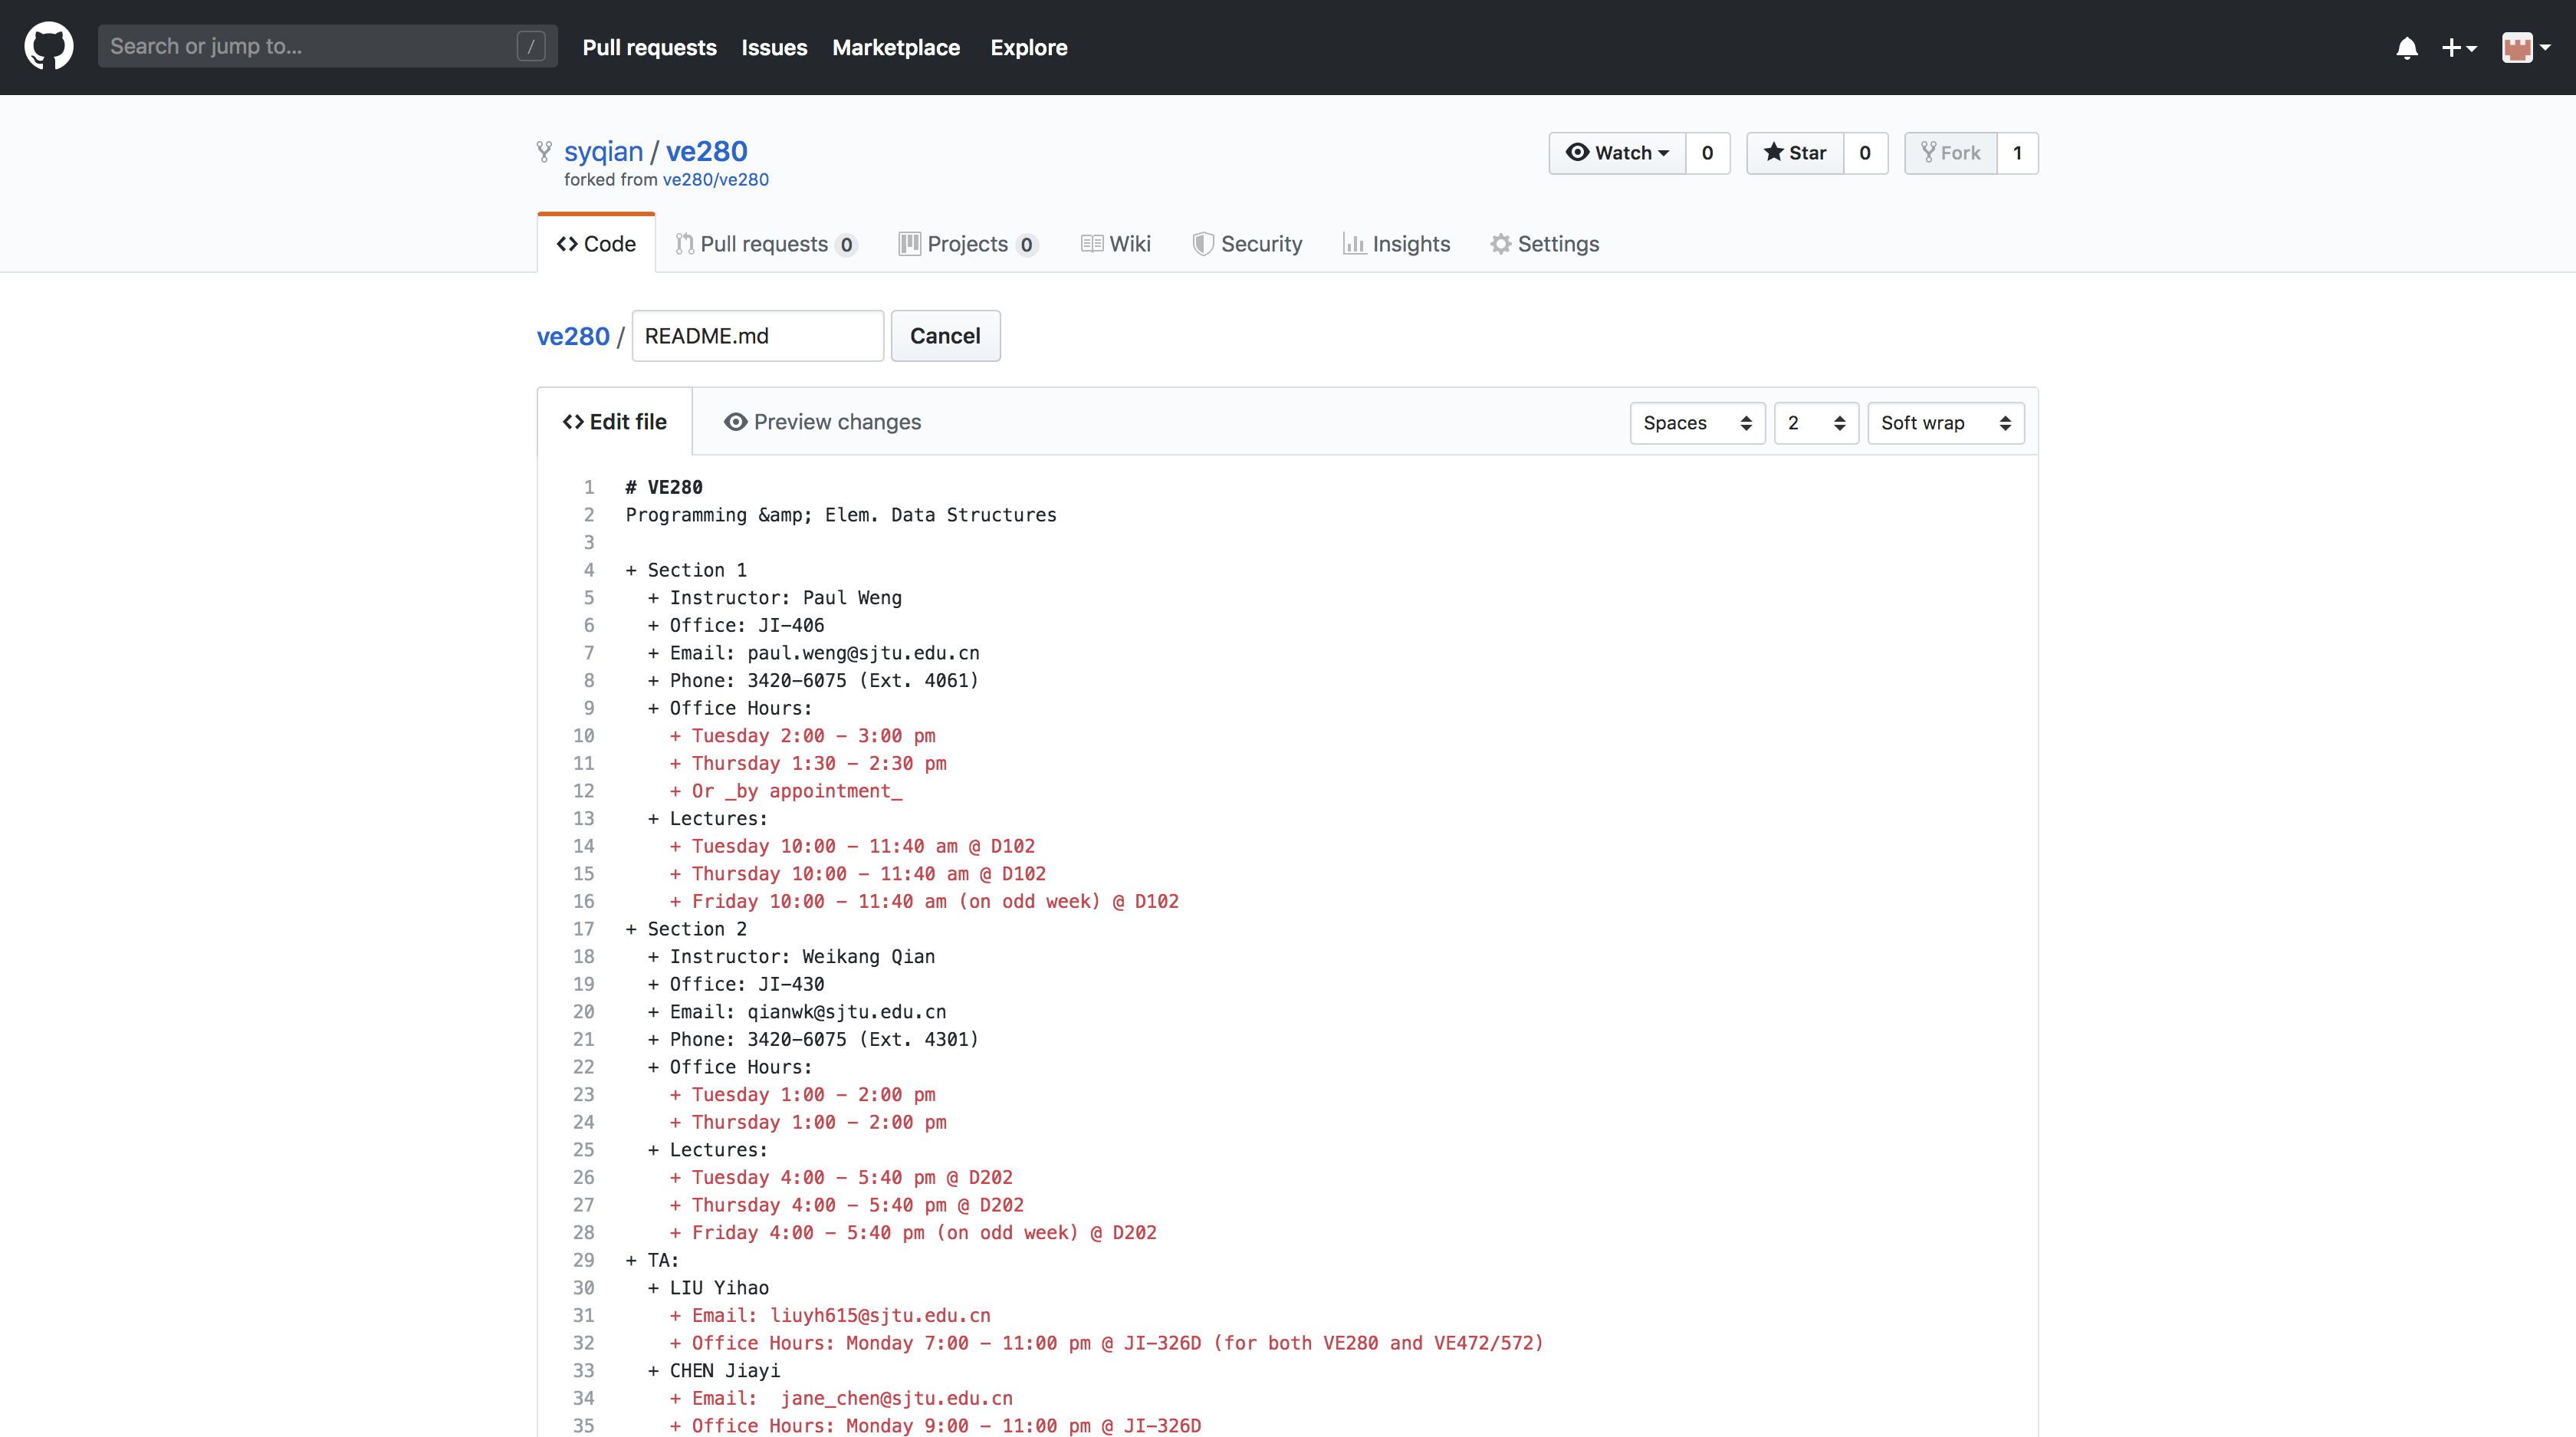 Search or jump to... /
Pull requests Issues Marketplace Explore
syqian / ve280
forked from ve280/ve280
Watch 0 Star 0 Fork 1
Code Pull requests 0 Projects 0 Wiki Security Insights Settings
ve280 / README.md Cancel
Edit file Preview changes Spaces 2 Soft wrap
1 # VE280
2 Programming &amp; Elem. Data Structures
3
4 + Section 1
5 + Instructor: Paul Weng
6 + Office: JI-406
7 + Email: paul.weng@sjtu.edu.cn
8 + Phone: 3420-6075 (Ext. 4061)
9 + Office Hours:
10 + Tuesday 2:00 - 3:00 pm
11 + Thursday 1:30 - 2:30 pm
12 + Or _by appointment_
13 + Lectures:
14 + Tuesday 10:00 - 11:40 am @ D102
15 + Thursday 10:00 - 11:40 am @ D102
16 + Friday 10:00 - 11:40 am (on odd week) @ D102
17 + Section 2
18 + Instructor: Weikang Qian
19 + Office: JI-430
20 + Email: qianwk@sjtu.edu.cn
21 + Phone: 3420-6075 (Ext. 4301)
22 + Office Hours:
23 + Tuesday 1:00 - 2:00 pm
24 + Thursday 1:00 - 2:00 pm
25 + Lectures:
26 + Tuesday 4:00 - 5:40 pm @ D202
27 + Thursday 4:00 - 5:40 pm @ D202
28 + Friday 4:00 - 5:40 pm (on odd week) @ D202
29 + TA:
30 + LIU Yihao
31 + Email: liuyh615@sjtu.edu.cn
32 + Office Hours: Monday 7:00 - 11:00 pm @ JI-326D (for both VE280 and VE472/572)
33 + CHEN Jiayi
34 + Email:  jane_chen@sjtu.edu.cn
35 + Office Hours: Monday 9:00 - 11:00 pm @ JI-326D